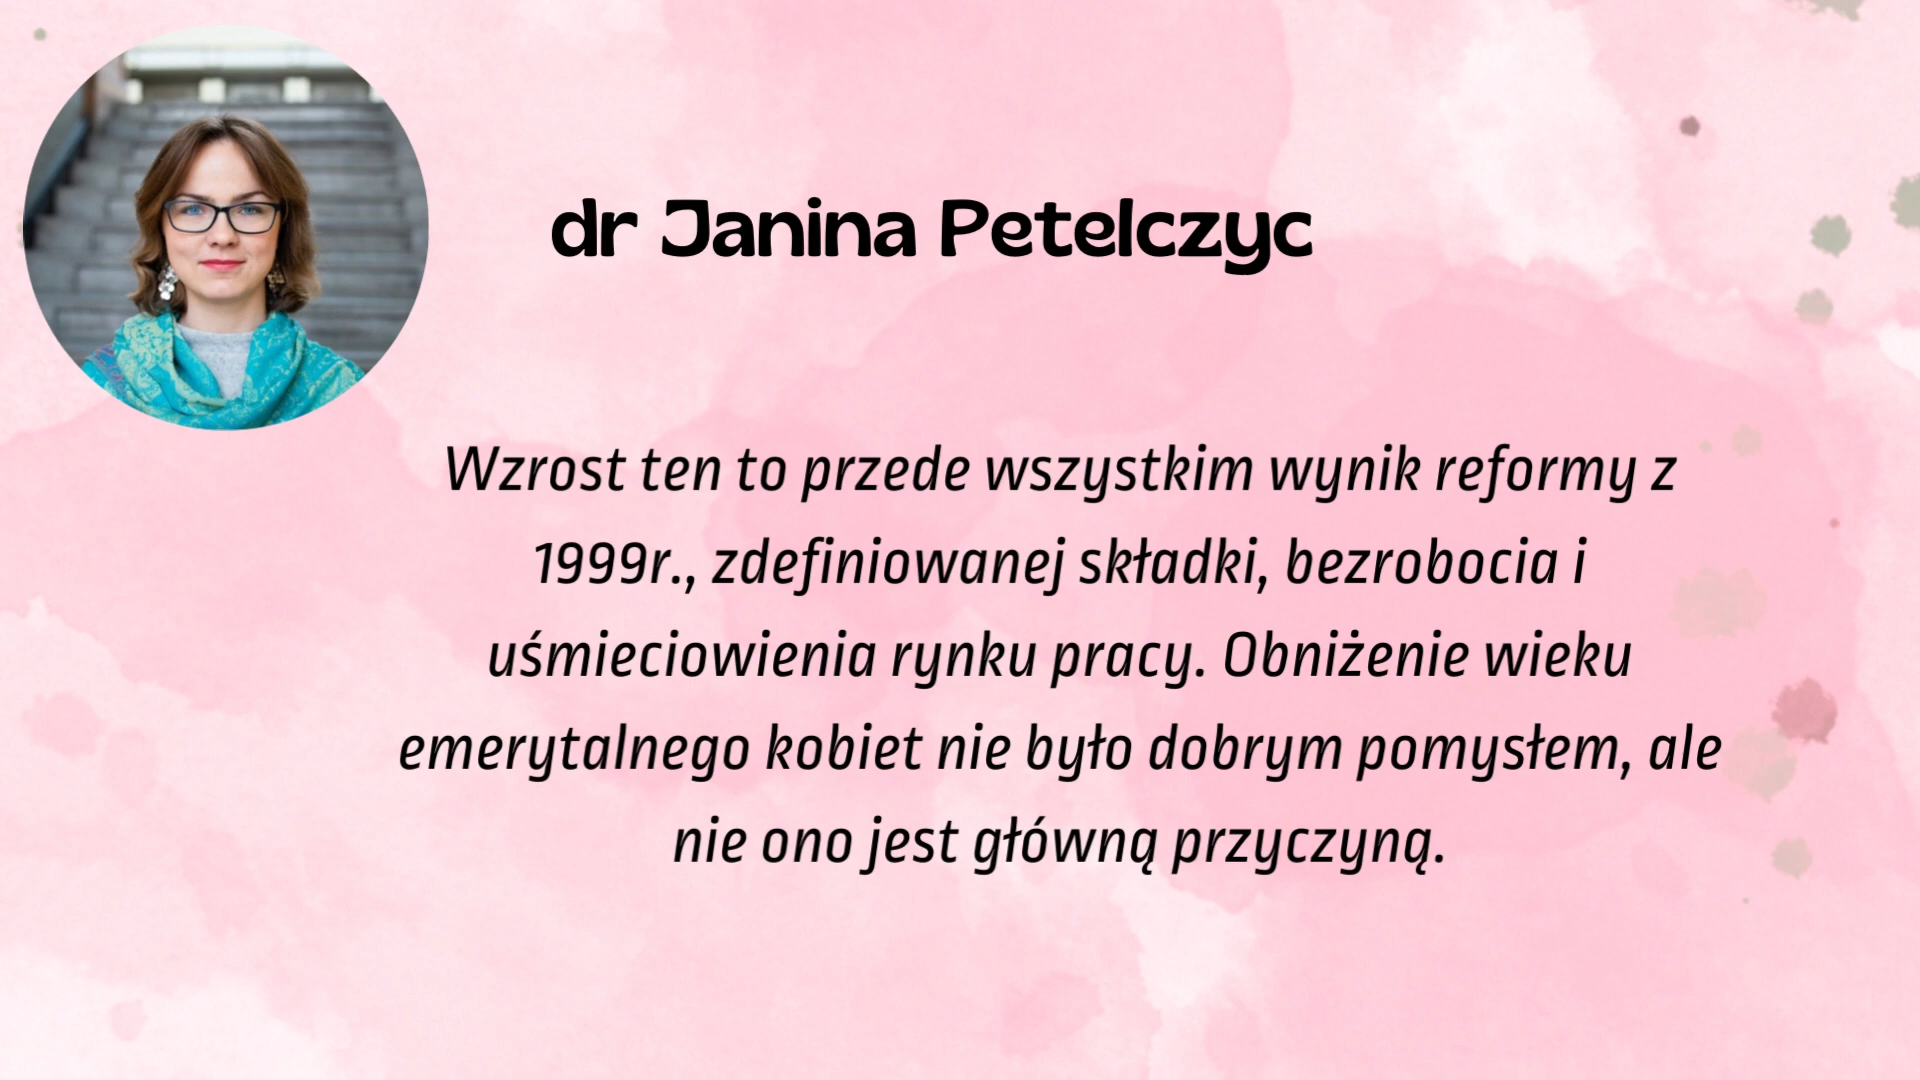 dr Janina Petelczyc
Wzrost ten to przede wszystkim wynik reformy z
1999r., zdefiniowanej składki, bezrobocia i
uśmieciowienia rynku pracy. Obniżenie wieku
emerytalnego kobiet nie było dobrym pomysłem, ale
nie ono jest główną przyczyną.